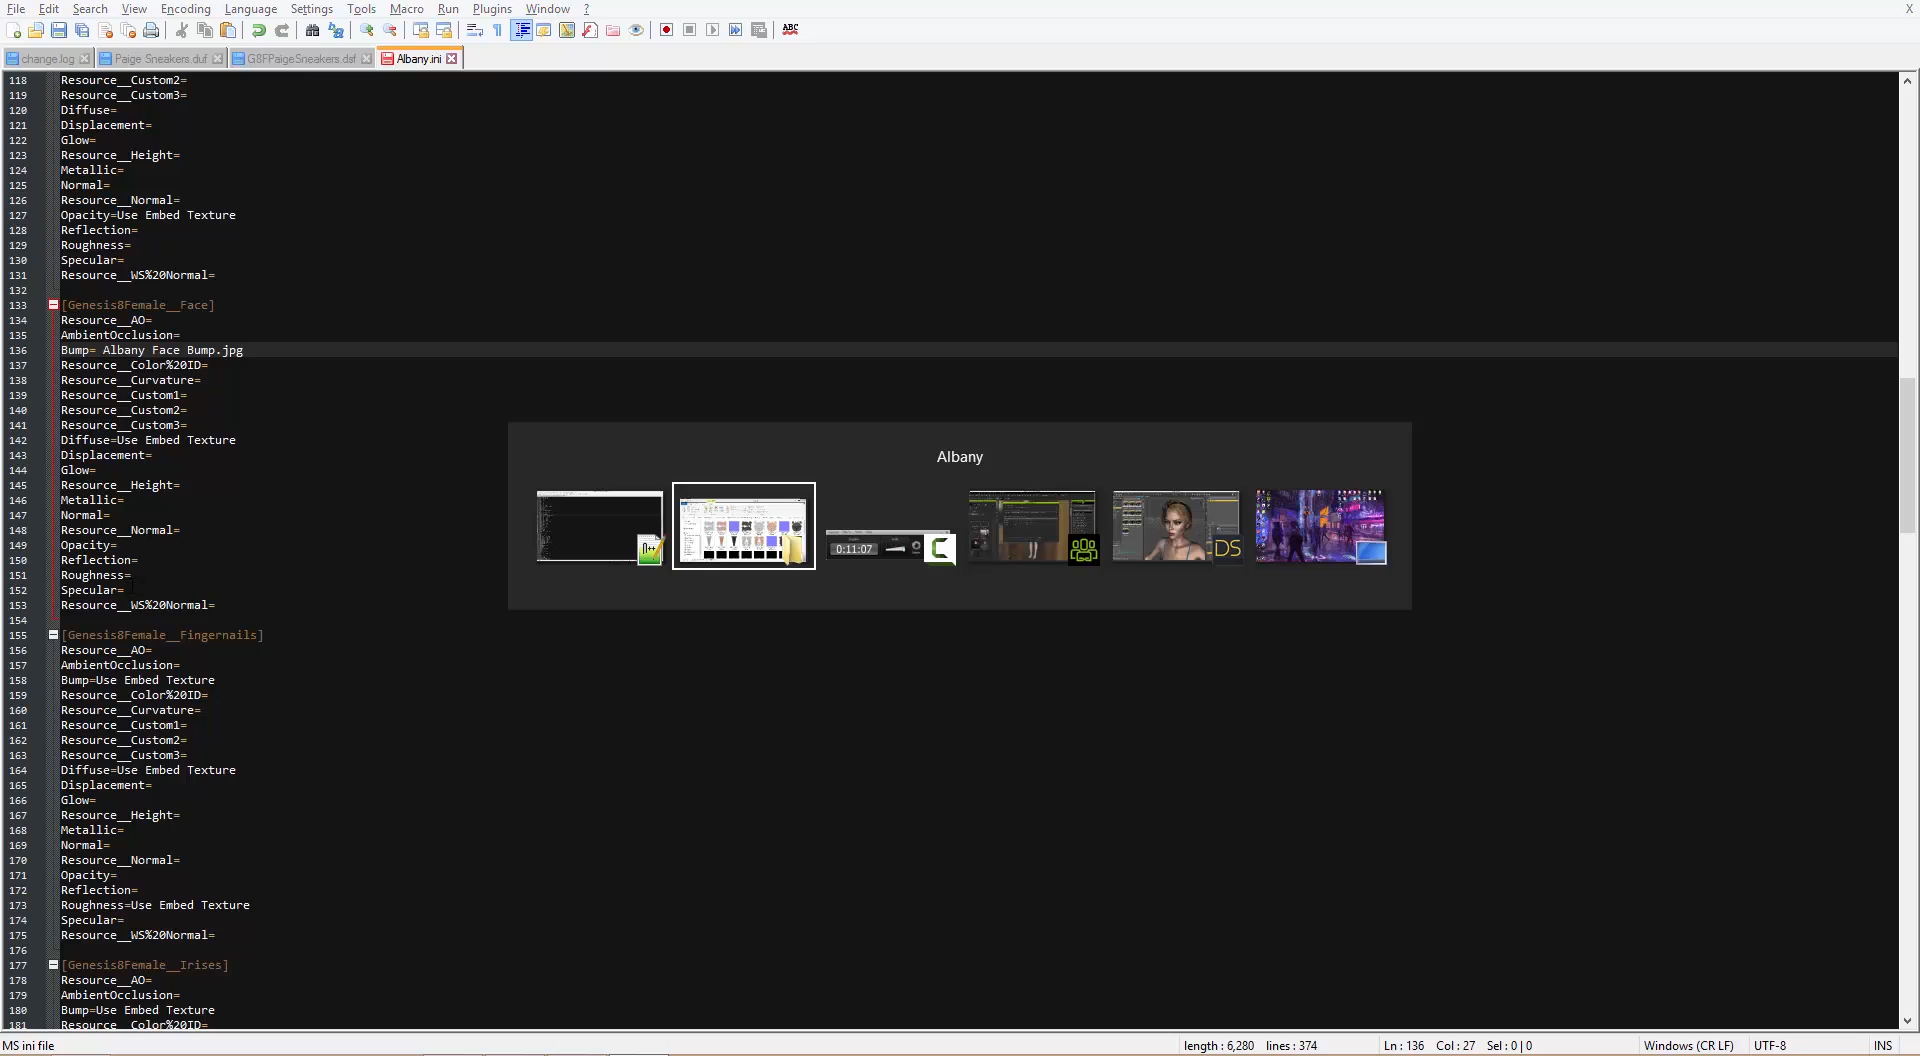 File Edit Search View Encoding Language Settings Tools Macro Run Plugins Window ? X
ABC
change.log Paige Sneakers.duf G8FPaigeSneakers.dsf Albany.ini
118 Resource__Custom2=
119 Resource__Custom3=
120 Diffuse=
121 Displacement=
122 Glow=
123 Resource__Height=
124 Metallic=
125 Normal=
126 Resource__Normal=
127 Opacity=Use Embed Texture
128 Reflection=
129 Roughness=
130 Specular=
131 Resource__WS%20Normal=
132
133 [Genesis8Female__Face]
134 Resource__AO=
135 AmbientOcclusion=
136 Bump= Albany Face Bump.jpg
137 Resource__Color%20ID=
138 Resource__Curvature=
139 Resource__Custom1=
140 Resource__Custom2=
141 Resource__Custom3=
142 Diffuse=Use Embed Texture
143 Displacement=
144 Glow=
145 Resource__Height=
146 Metallic=
147 Normal=
148 Resource__Normal=
149 Opacity=
150 Reflection=
151 Roughness=
152 Specular=
153 Resource__WS%20Normal=
154
155 [Genesis8Female__Fingernails]
156 Resource__AO=
157 AmbientOcclusion=
158 Bump=Use Embed Texture
159 Resource__Color%20ID=
160 Resource__Curvature=
161 Resource__Custom1=
162 Resource__Custom2=
163 Resource__Custom3=
164 Diffuse=Use Embed Texture
165 Displacement=
166 Glow=
167 Resource__Height=
168 Metallic=
169 Normal=
170 Resource__Normal=
171 Opacity=
172 Reflection=
173 Roughness=Use Embed Texture
174 Specular=
175 Resource__WS%20Normal=
176
177 [Genesis8Female__Irises]
178 Resource__AO=
179 AmbientOcclusion=
180 Bump=Use Embed Texture
181 Resource__Color%20ID=
Albany
0:11:07
C
DS
MS ini file length : 6,280 lines : 374 Ln : 136 Col : 27 Sel : 0 | 0 Windows (CR LF) UTF-8 INS